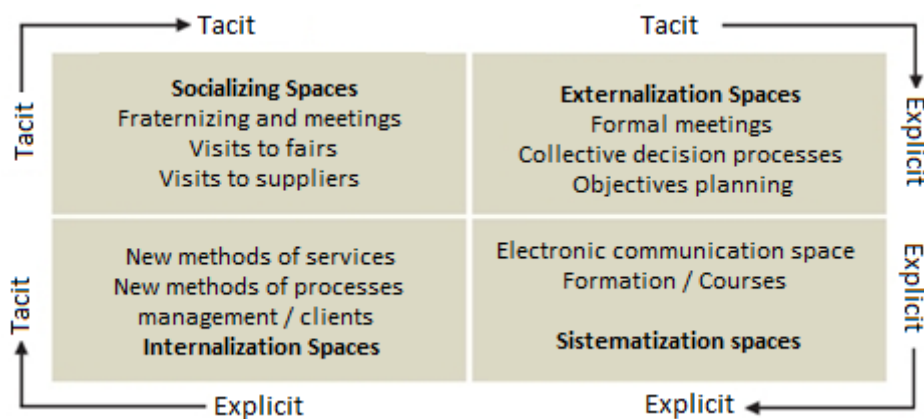 Tacit
Tacit
Tacit
Socializing Spaces
Fraternizing and meetings
Visits to fairs
Visits to suppliers
Externalization Spaces
Formal meetings
Collective decision processes
Objectives planning
Explicit
Tacit
New methods of services
New methods of processes
management / clients
Internalization Spaces
Electronic communication space
Formation / Courses
Sistematization spaces
Explicit
Explicit
Explicit